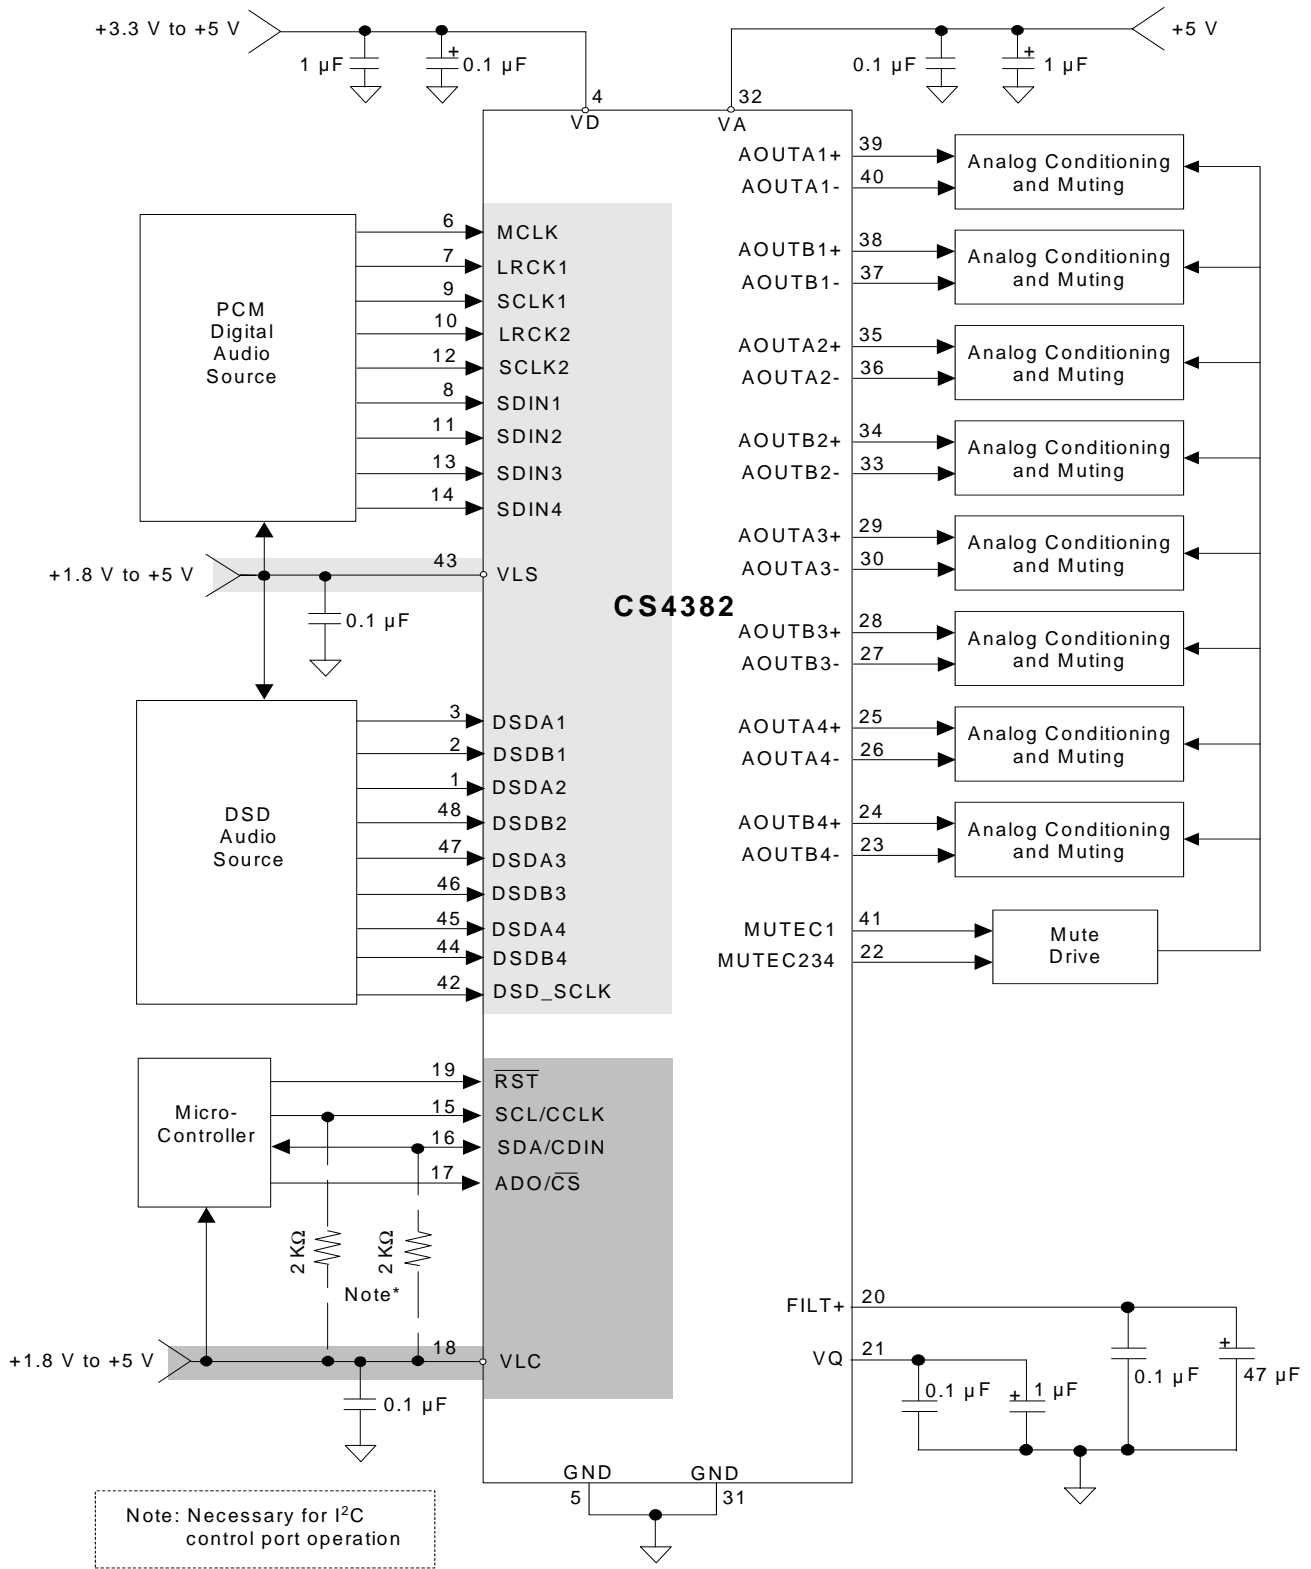 +3.3 V to +5 V
1 µF
+
0.1 µF
0.1 µF
+
1 µF
+5 V
4
VD
32
VA
PCM
Digital
Audio
Source
6
MCLK
7
LRCK1
9
SCLK1
10
LRCK2
12
SCLK2
8
SDIN1
11
SDIN2
13
SDIN3
14
SDIN4
+1.8 V to +5 V
43
VLS
0.1 µF
CS4382
DSD
Audio
Source
3
DSDA1
2
DSDB1
1
DSDA2
48
DSDB2
47
DSDA3
46
DSDB3
45
DSDA4
44
DSDB4
42
DSD_SCLK
Micro-
Controller
19
RST
15
SCL/CCLK
16
SDA/CDIN
17
ADO/CS
2 KΩ
2 KΩ
Note*
+1.8 V to +5 V
18
VLC
0.1 µF
AOUTA1+
39
AOUTA1-
40
Analog Conditioning
and Muting
AOUTB1+
38
AOUTB1-
37
Analog Conditioning
and Muting
AOUTA2+
35
AOUTA2-
36
Analog Conditioning
and Muting
AOUTB2+
34
AOUTB2-
33
Analog Conditioning
and Muting
AOUTA3+
29
AOUTA3-
30
Analog Conditioning
and Muting
AOUTB3+
28
AOUTB3-
27
Analog Conditioning
and Muting
AOUTA4+
25
AOUTA4-
26
Analog Conditioning
and Muting
AOUTB4+
24
AOUTB4-
23
Analog Conditioning
and Muting
MUTEC1
41
MUTEC234
22
Mute
Drive
FILT+
20
VQ
21
0.1 µF
+
1 µF
0.1 µF
+
47 µF
GND
5
GND
31
Note: Necessary for I²C
control port operation